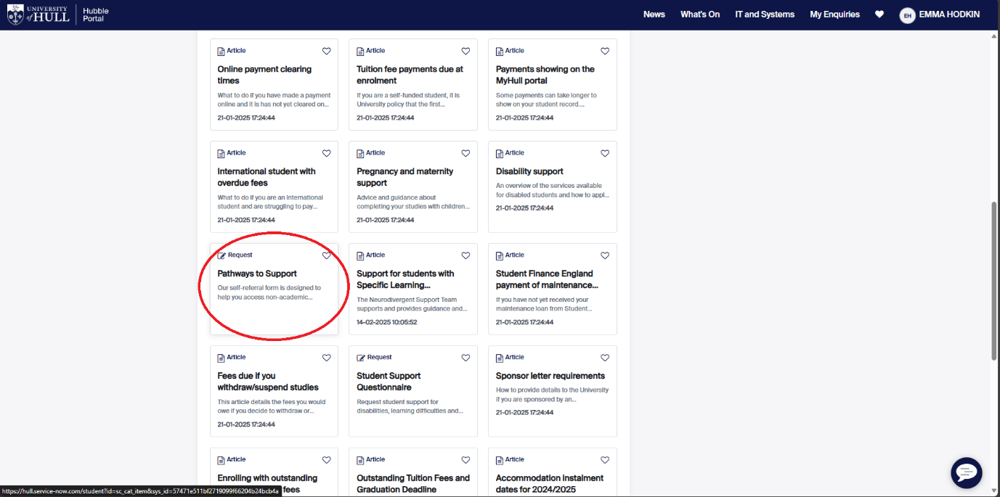 UNIVERSITY
of HULL
Hubble
Portal
News
What's On
IT and Systems
My Enquiries
EH
EMMA HODKIN
Article
Online payment clearing
times
What to do if you have made a payment
online and it is has not yet cleared on...
21-01-2025 17:24:44
Article
Tuition fee payments due at
enrolment
If you are a self-funded student, it is
University policy that the first...
21-01-2025 17:24:44
Article
Payments showing on the
MyHull portal
Some payments can take longer to
show on your student record....
21-01-2025 17:24:44
Article
International student with
overdue fees
What to do if you are an International
student and are struggling to pay...
21-01-2025 17:24:44
Article
Pregnancy and maternity
support
Advice and guidance about
completing your studies with children...
21-01-2025 17:24:44
Article
Disability support
An overview of the services available
for disabled students and how to appl...
21-01-2025 17:24:44
Request
Pathways to Support
Our self-referral form is designed to
help you access non-academic...
Article
Support for students with
Specific Learning...
The Neurodivergent Support Team
supports and provides guidance and...
14-02-2025 10:05:52
Article
Student Finance England
payment of maintenance...
If you have not yet received your
maintenance loan from Student...
21-01-2025 17:24:44
Article
Fees due if you
withdraw/suspend studies
This article details the fees you would
owe if you decide to withdraw or...
21-01-2025 17:24:44
Request
Student Support
Questionnaire
Request student support for
disabilities, learning difficulties and...
Article
Sponsor letter requirements
How to provide details to the University
if you are sponsored by an...
21-01-2025 17:24:44
Article
Enrolling with outstanding
fees
Article
Outstanding Tuition Fees and
Graduation Deadline
Article
Accommodation instalment
dates for 2024/2025
https://hull.service-now.com/student?id=sc_cat_item&sys_id=57471e511bf2719099f66204b24bcb4a